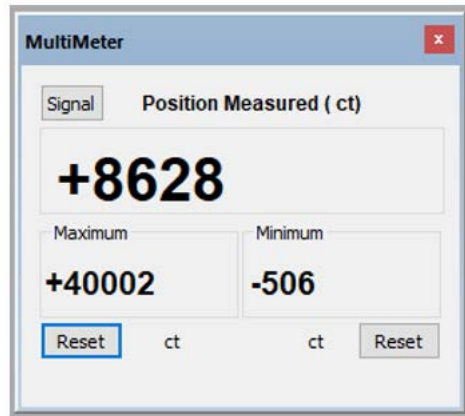 MultiMeter x
Signal Position Measured ( ct)
+8628
Maximum Minimum
+40002 -506
Reset ct ct Reset